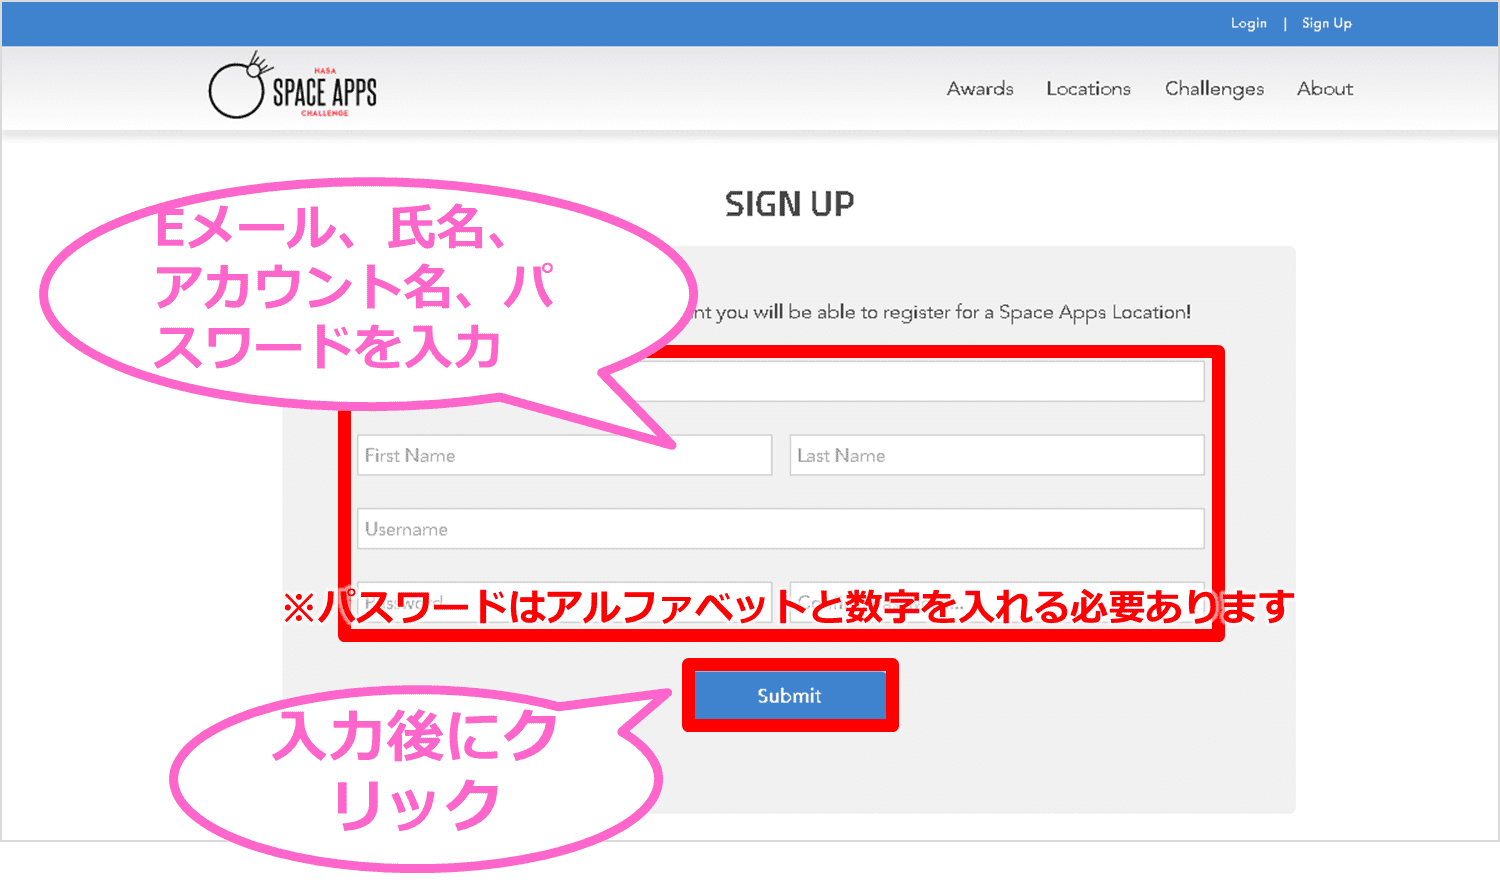 Login | Sign Up
NASA
SPACE APPS
CHALLENGE
Awards Locations Challenges About
SIGN UP
Eメール、氏名、
アカウント名、パ
スワードを入力
you will be able to register for a Space Apps Location!
First Name
Last Name
Username
※パスワードはアルファベットと数字を入れる必要あります
Submit
入力後にク
リック